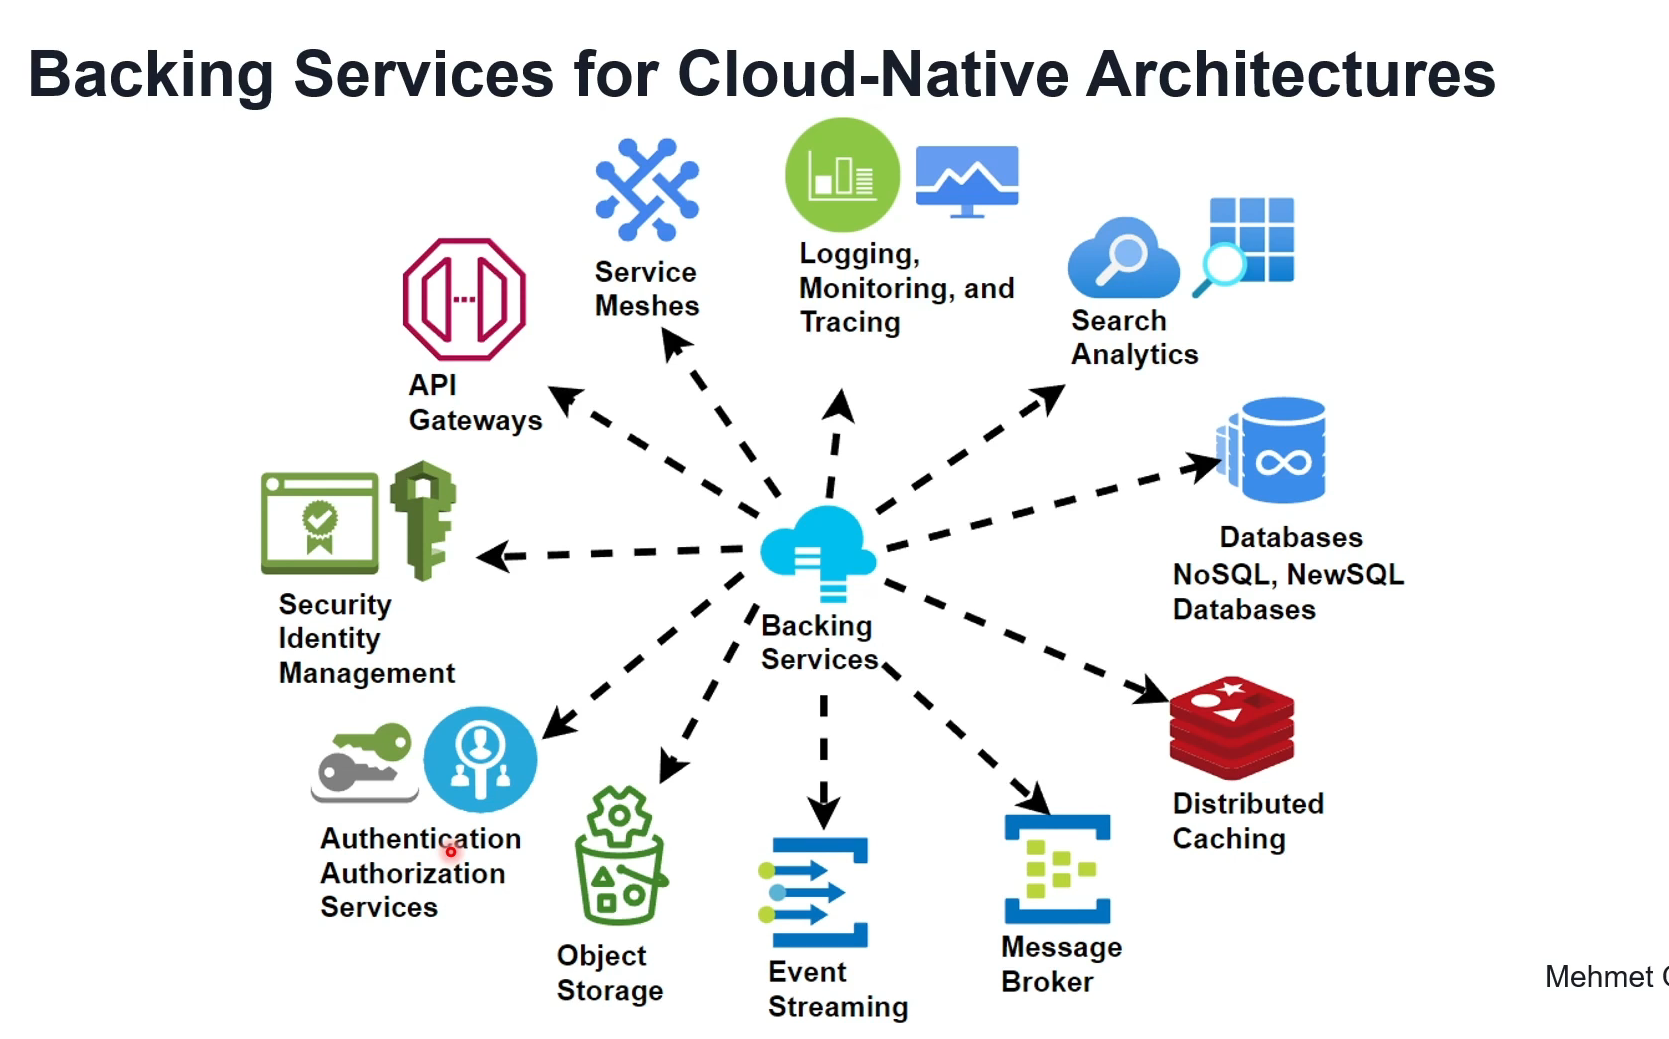 Backing Services for Cloud-Native Architectures
Service
Meshes
Logging,
Monitoring, and
Tracing
Search
Analytics
API
Gateways
Databases
NoSQL, NewSQL
Databases
Security
Identity
Management
Backing
Services
Distributed
Caching
Authentication
Authorization
Services
Object
Storage
Event
Streaming
Message
Broker
Mehmet